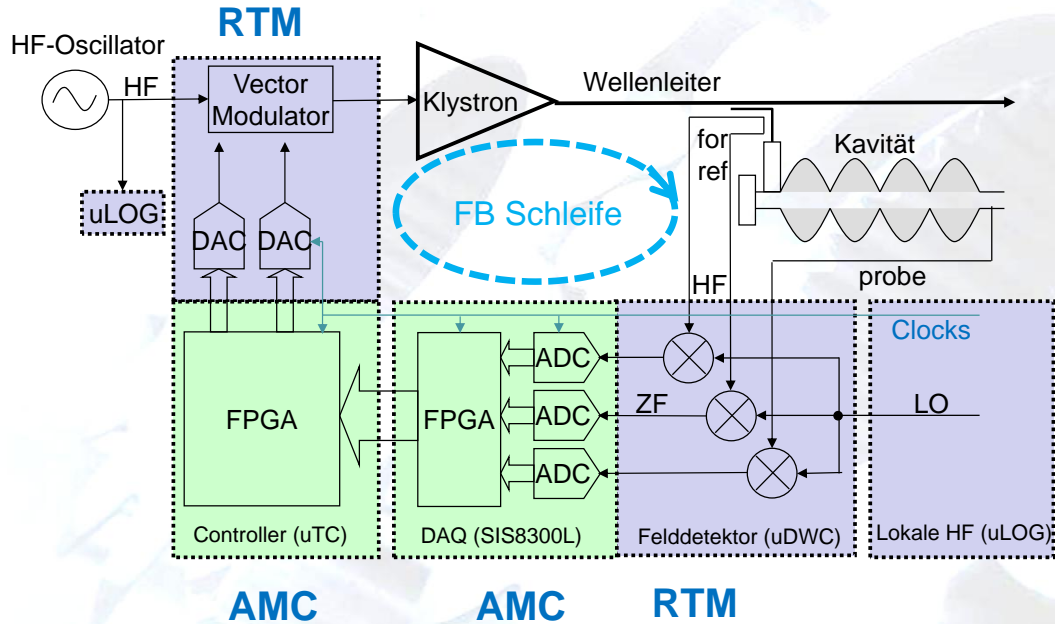 RTM
HF-Oscillator
HF
Vector
Modulator
Klystron
Wellenleiter
for
ref
Kavität
uLOG
DAC
DAC
FB Schleife
HF
probe
Clocks
FPGA
FPGA
ADC
ADC
ADC
ZF
LO
Controller (uTC)
DAQ (SIS8300L)
Felddetektor (uDWC)
Lokale HF (uLOG)
AMC
AMC
RTM